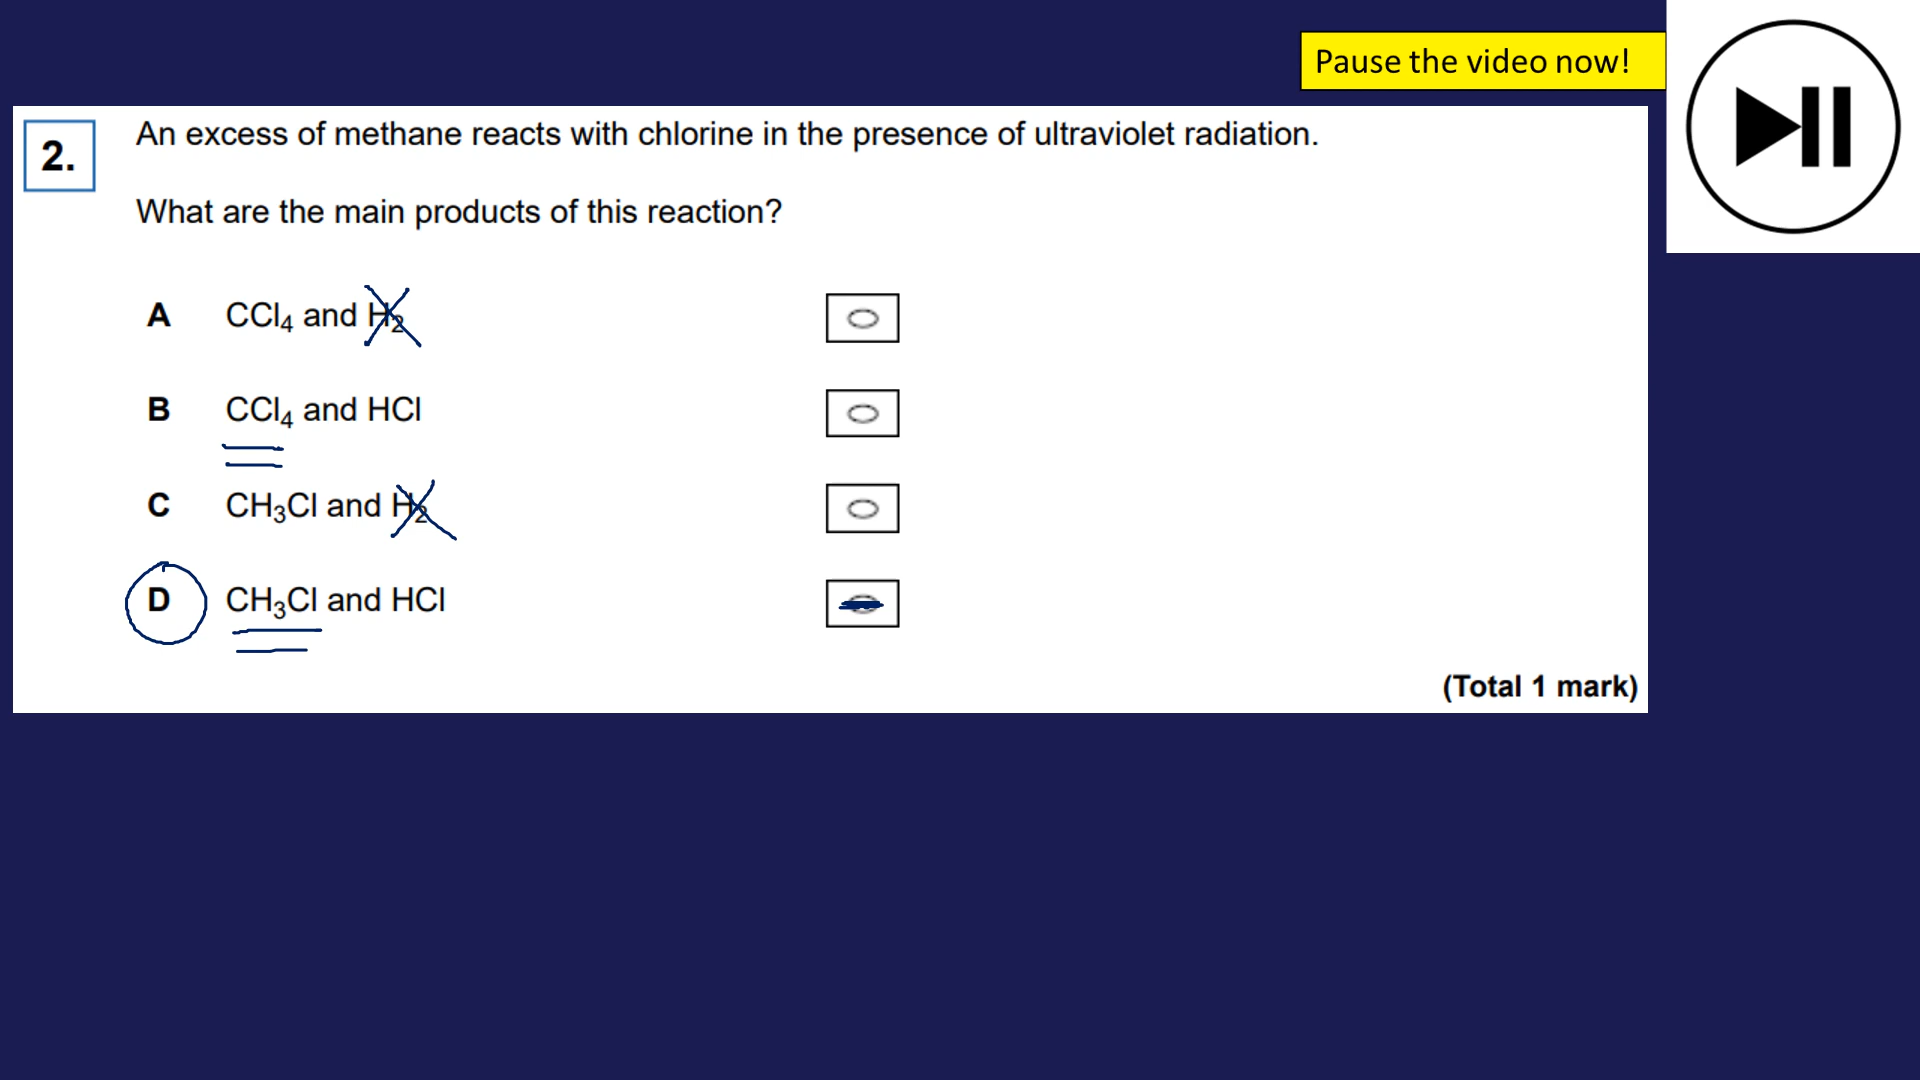 Pause the video now!
2. An excess of methane reacts with chlorine in the presence of ultraviolet radiation.
What are the main products of this reaction?
A CCl₄ and H₂
B CCl₄ and HCl
C CH₃Cl and H₂
D CH₃Cl and HCl
(Total 1 mark)